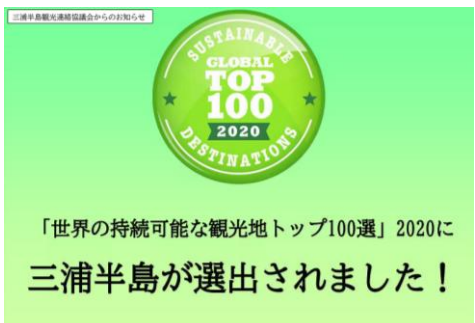 三浦半島観光連絡協議会からのお知らせ
SUSTAINABLE
GLOBAL
TOP
100
2020
DESTINATIONS
「世界の持続可能な観光地トップ100選」2020に
三浦半島が選出されました！